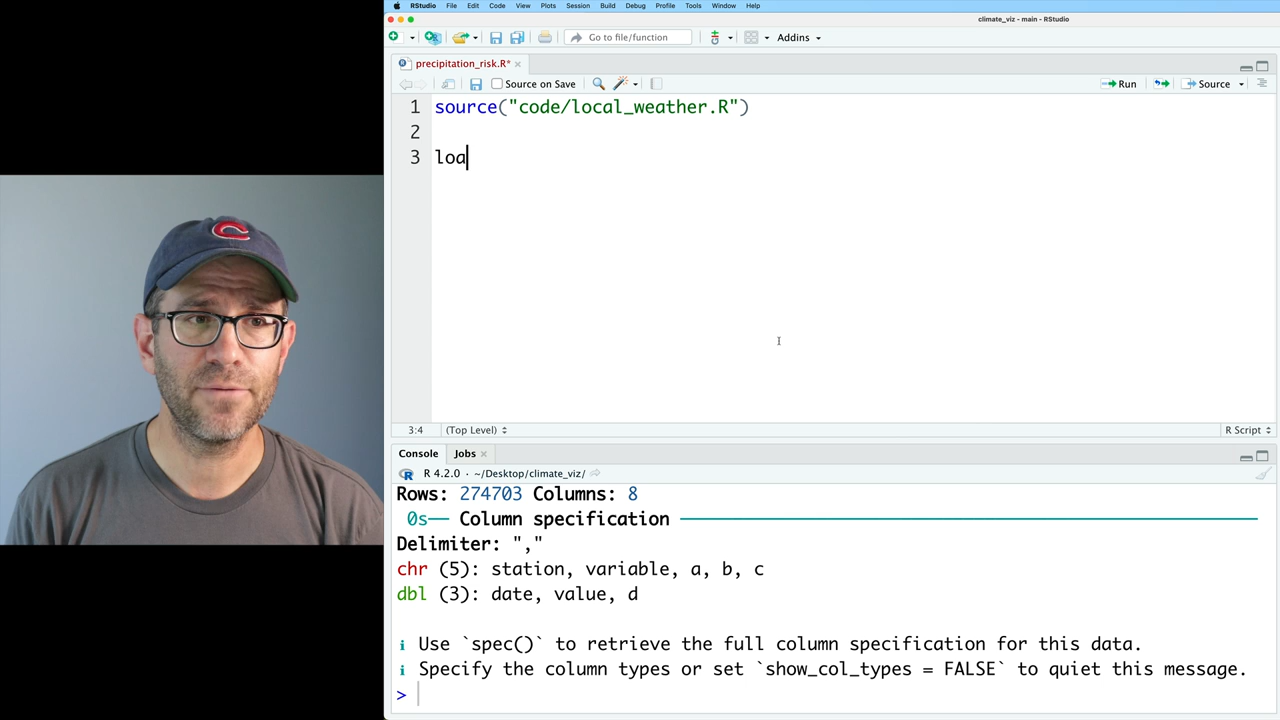 RStudio File Edit Code View Plots Session Build Debug Profile Tools Window Help
climate_viz - main - RStudio
Go to file/function Addins
precipitation_risk.R*
Source on Save Run Source
1 source("code/local_weather.R")
2
3 loa
3:4 (Top Level) R Script
Console Jobs
R 4.2.0 · ~/Desktop/climate_viz/
Rows: 274703 Columns: 8
0s── Column specification
Delimiter: ","
chr (5): station, variable, a, b, c
dbl (3): date, value, d
ℹ Use `spec()` to retrieve the full column specification for this data.
ℹ Specify the column types or set `show_col_types = FALSE` to quiet this message.
>
C